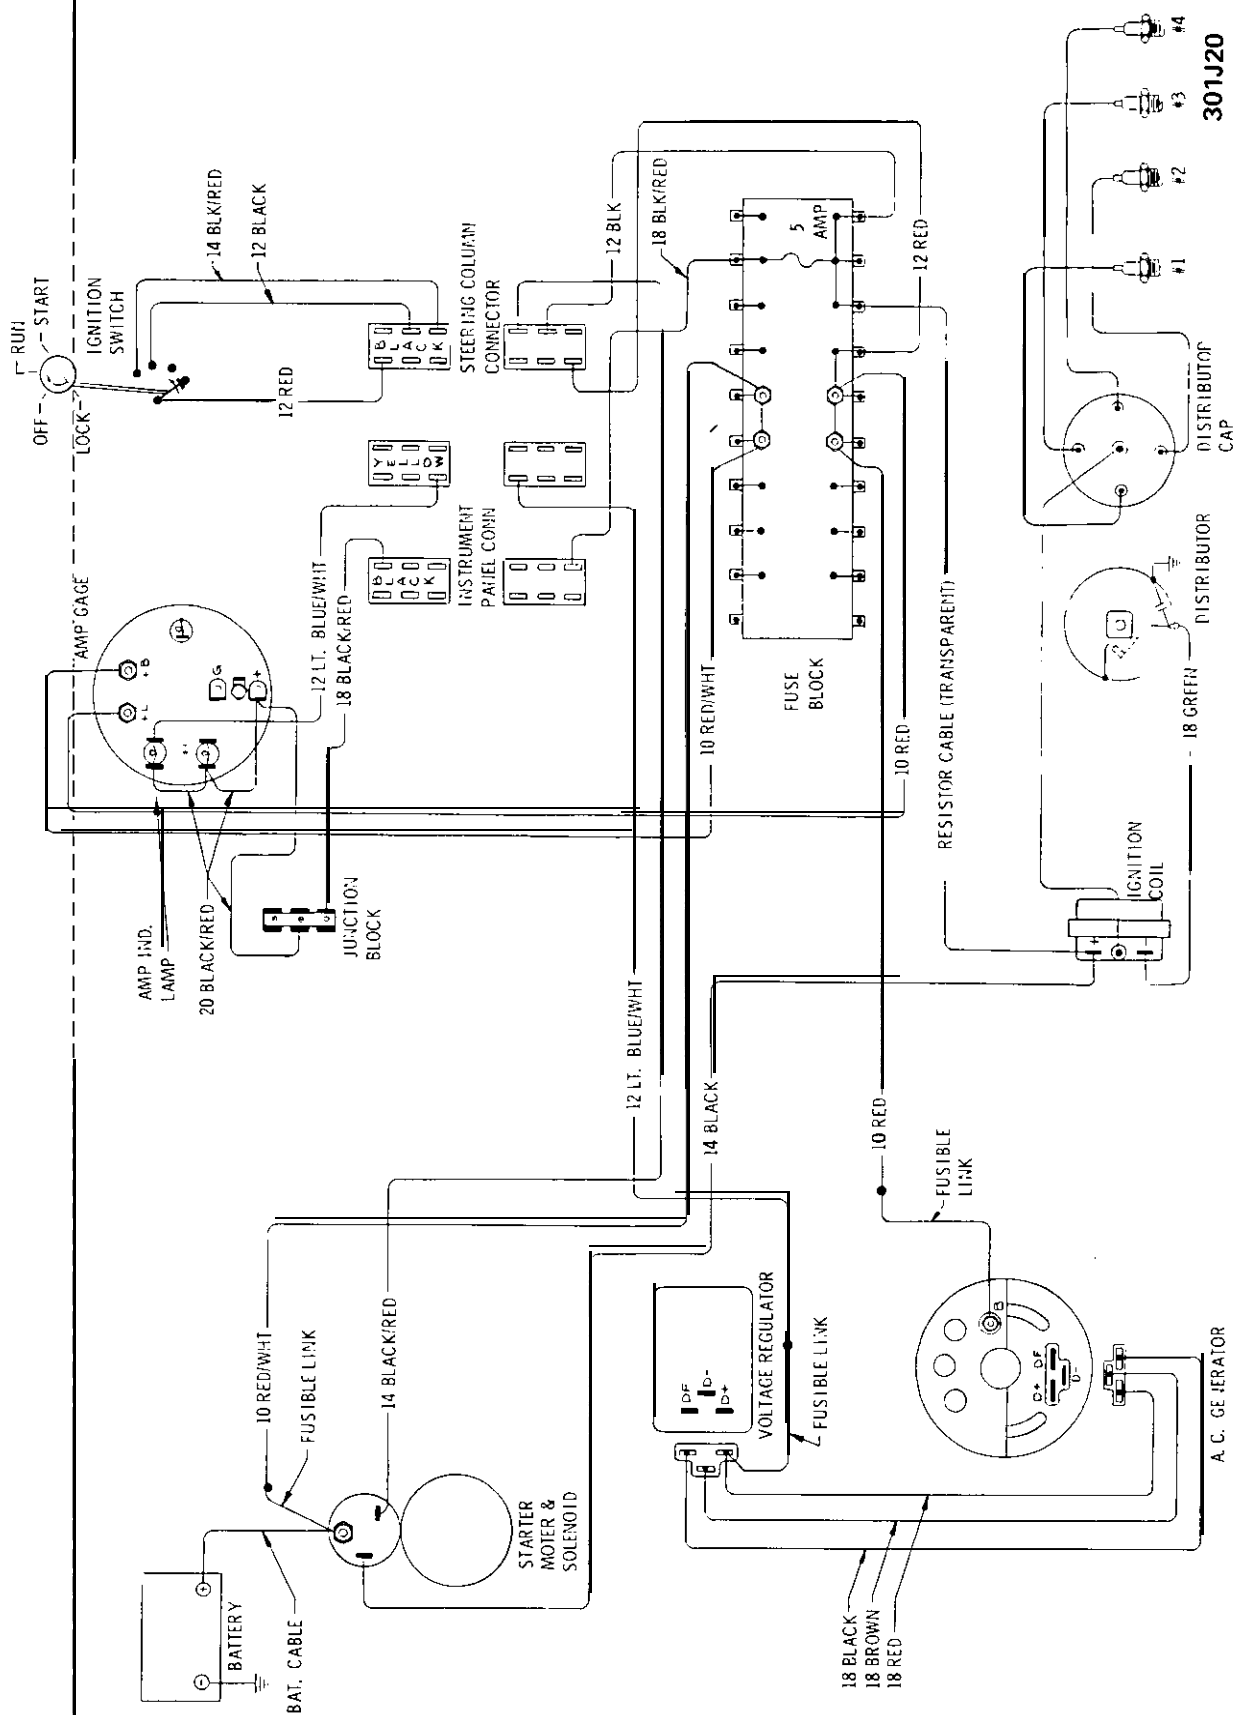 RUN
OFF
START
LOCK
IGNITION
SWITCH
14 BLK/RED
12 BLACK
12 RED
BLACK
STEERING COLUMN
CONNECTOR
12 BLK
18 BLK/RED
5
AMP
12 RED
#4
#3
#2
#1
301J20
DISTRIBUTOR
CAP
YELLOW
BLACK
INSTRUMENT
PANEL CONN
AMP GAGE
+B
+L
G
+
12 LT. BLUE/WHT
18 BLACK/RED
FUSE
BLOCK
10 RED/WHT
10 RED
RESISTOR CABLE (TRANSPARENT)
18 GREEN
DISTRIBUTOR
AMP IND.
LAMP
20 BLACK/RED
JUNCTION
BLOCK
IGNITION
COIL
+
-
12 LT. BLUE/WHT
14 BLACK
10 RED
FUSIBLE
LINK
10 RED/WHT
FUSIBLE LINK
14 BLACK/RED
DF
D-
D+
VOLTAGE REGULATOR
FUSIBLE LINK
B
D+
DF
D-
A.C. GENERATOR
+
-
BATTERY
BAT. CABLE
STARTER
MOTER &
SOLENOID
18 BLACK
18 BROWN
18 RED